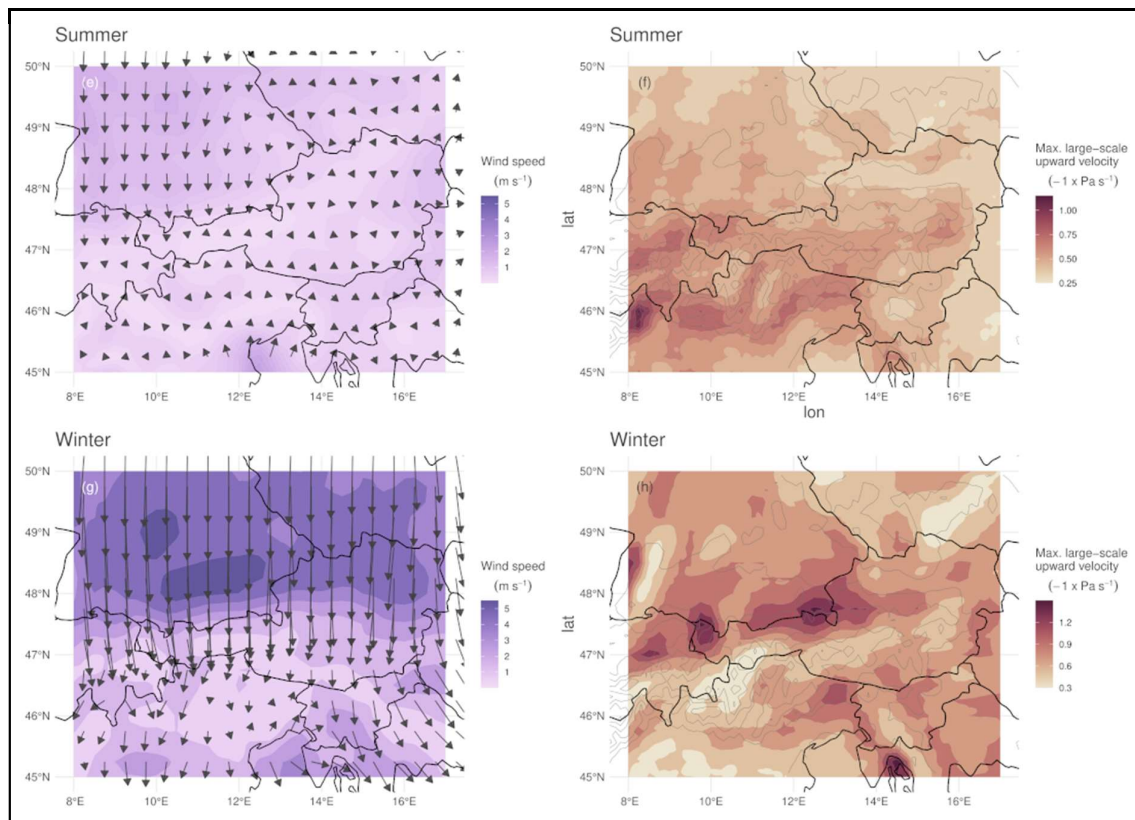 Summer
(e)
50°N
49°N
48°N
47°N
46°N
45°N
8°E
10°E
12°E
14°E
16°E
Wind speed
(m s⁻¹)
5
4
3
2
1
Summer
(f)
50°N
49°N
48°N
47°N
46°N
45°N
lat
8°E
10°E
12°E
14°E
16°E
lon
Max. large-scale
upward velocity
(−1 x Pa s⁻¹)
1.00
0.75
0.50
0.25
Winter
(g)
50°N
49°N
48°N
47°N
46°N
45°N
8°E
10°E
12°E
14°E
16°E
Wind speed
(m s⁻¹)
5
4
3
2
1
Winter
(h)
50°N
49°N
48°N
47°N
46°N
45°N
lat
8°E
10°E
12°E
14°E
16°E
Max. large-scale
upward velocity
(−1 x Pa s⁻¹)
1.2
0.9
0.6
0.3